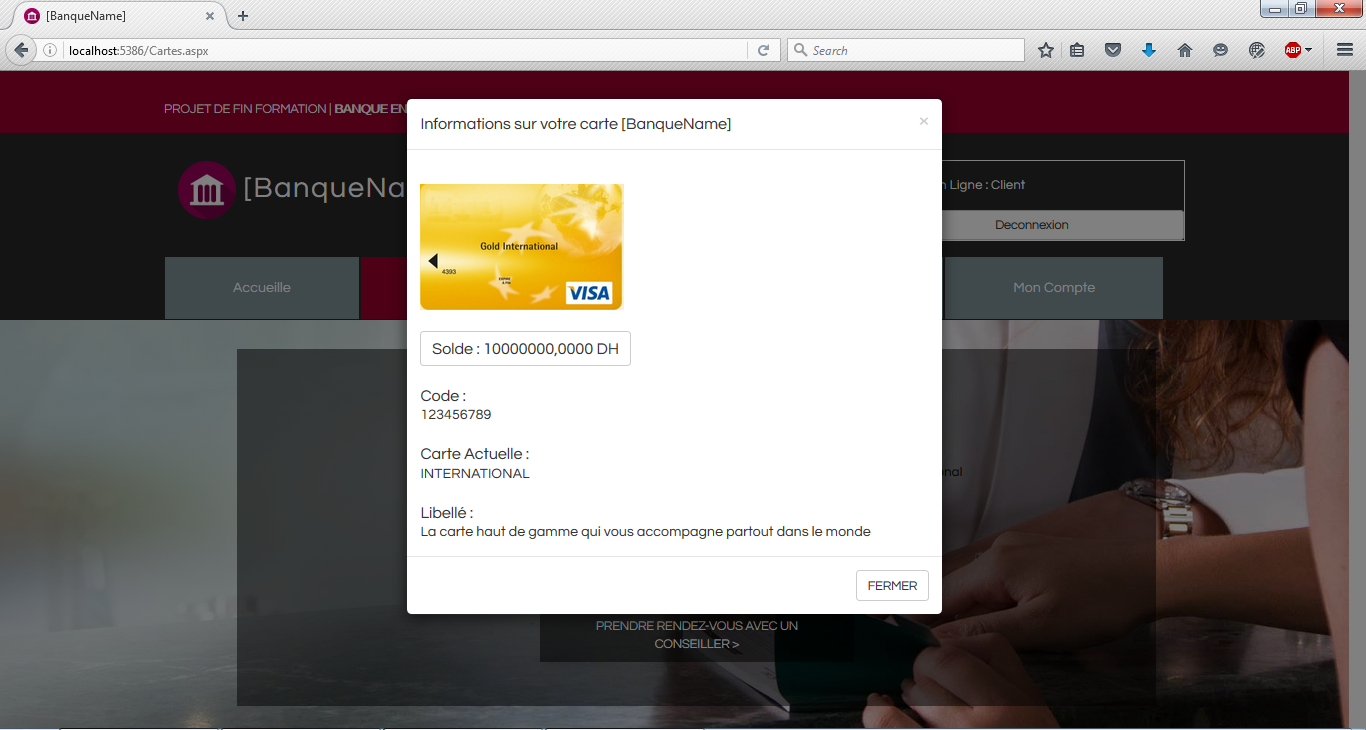 [BanqueName]
localhost:5386/Cartes.aspx
Search
ABP
PROJET DE FIN FORMATION | BANQUE EN
Informations sur votre carte [BanqueName]
×
[BanqueNa
Ligne : Client
Deconnexion
Gold International
4393
VISA
Accueille
Mon Compte
Solde : 10000000,0000 DH
Code :
123456789
Carte Actuelle :
INTERNATIONAL
Libellé :
La carte haut de gamme qui vous accompagne partout dans le monde
FERMER
PRENDRE RENDEZ-VOUS AVEC UN
CONSEILLER >